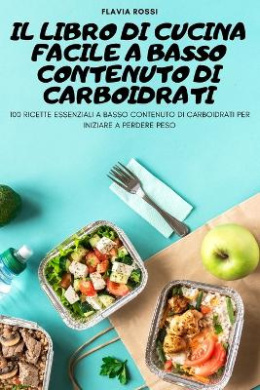 FLAVIA ROSSI
IL LIBRO DI CUCINA
FACILE A BASSO
CONTENUTO DI
CARBOIDRATI
100 RICETTE ESSENZIALI A BASSO CONTENUTO DI CARBOIDRATI PER
INIZIARE A PERDERE PESO